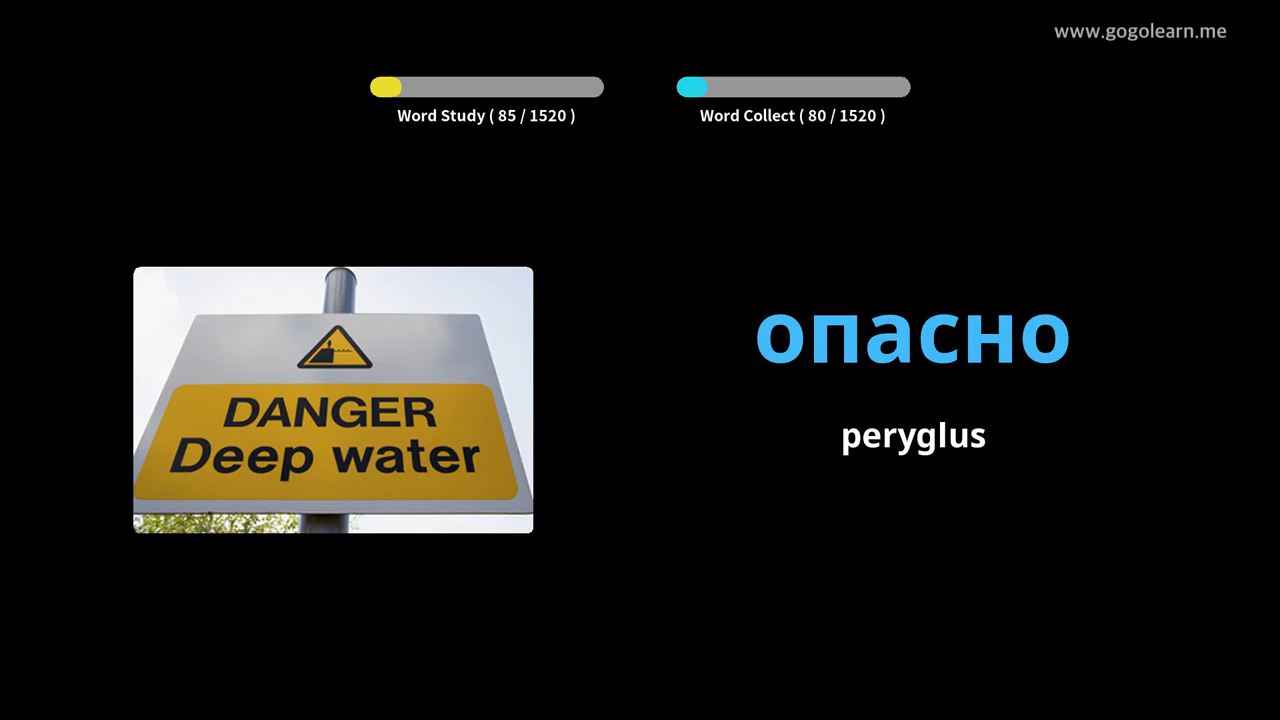 www.gogolearn.me
Word Study ( 85 / 1520 )
Word Collect ( 80 / 1520 )
DANGER
Deep water
опасно
peryglus